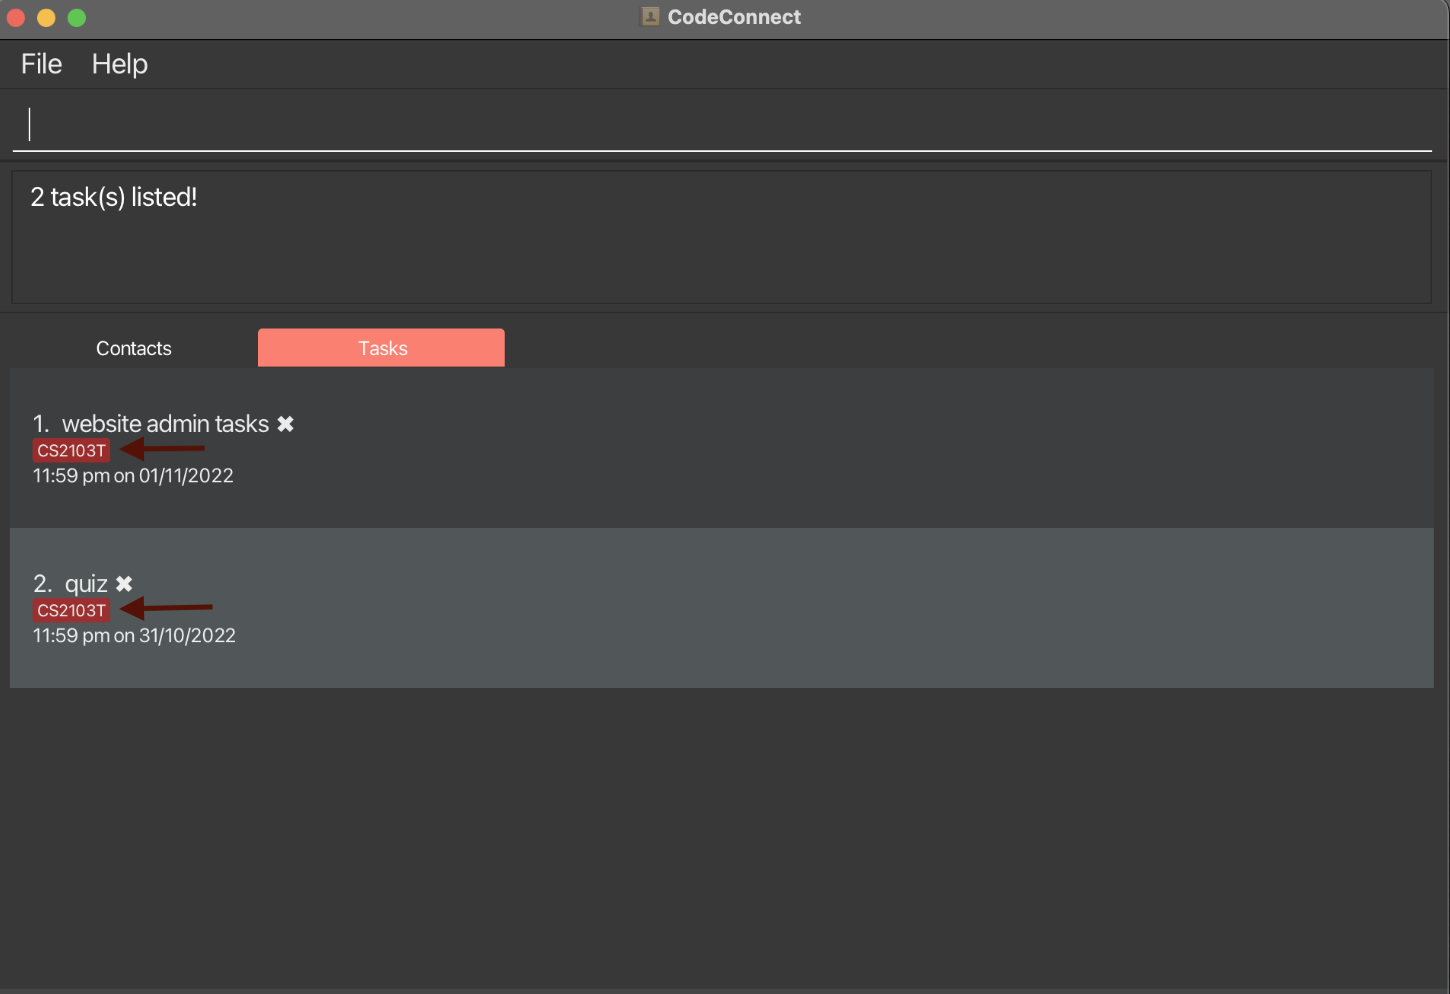 CodeConnect
File Help
2 task(s) listed!
Contacts Tasks
1. website admin tasks ✖
CS2103T
11:59 pm on 01/11/2022
2. quiz ✖
CS2103T
11:59 pm on 31/10/2022